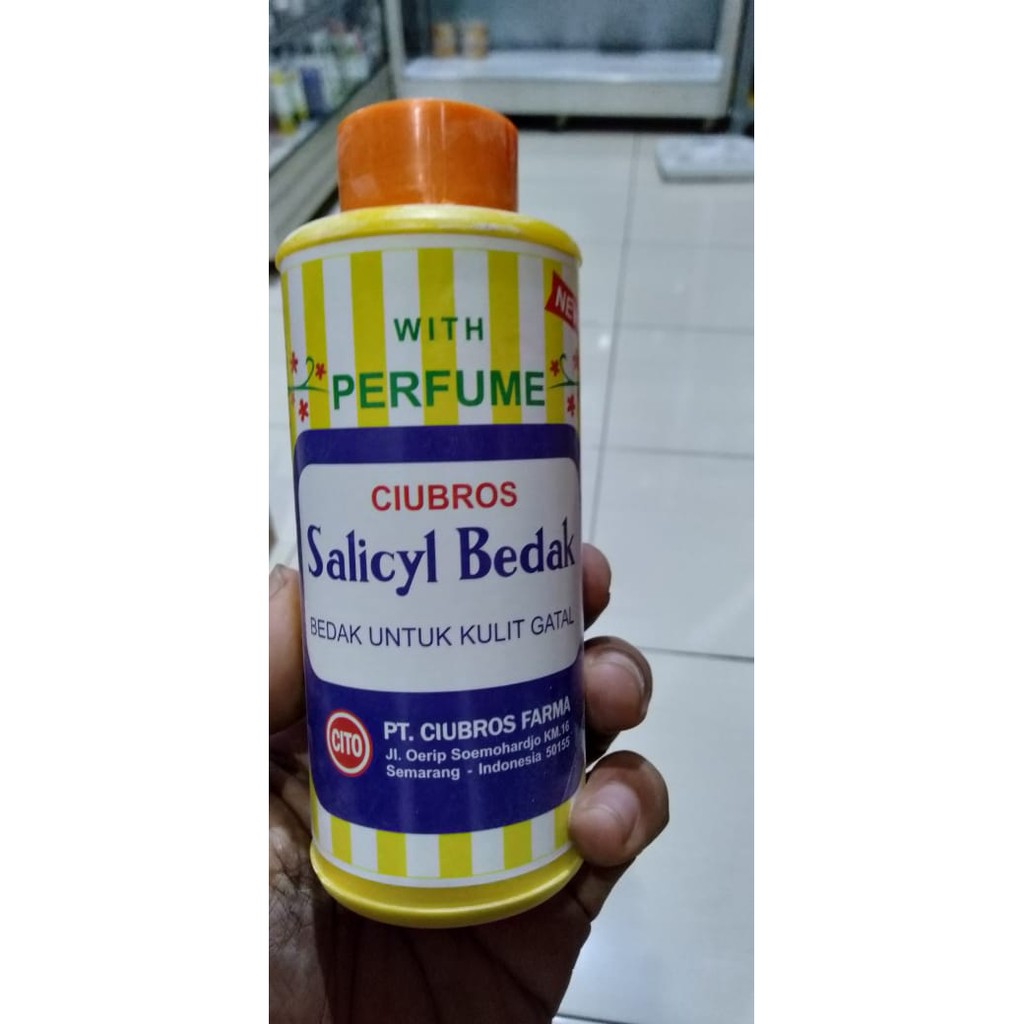 NEW
WITH
PERFUME
CIUBROS
Salicyl Bedak
BEDAK UNTUK KULIT GATAL
CITO
PT. CIUBROS FARMA
Jl. Oerip Soemohardjo KM.16
Semarang - Indonesia 50155